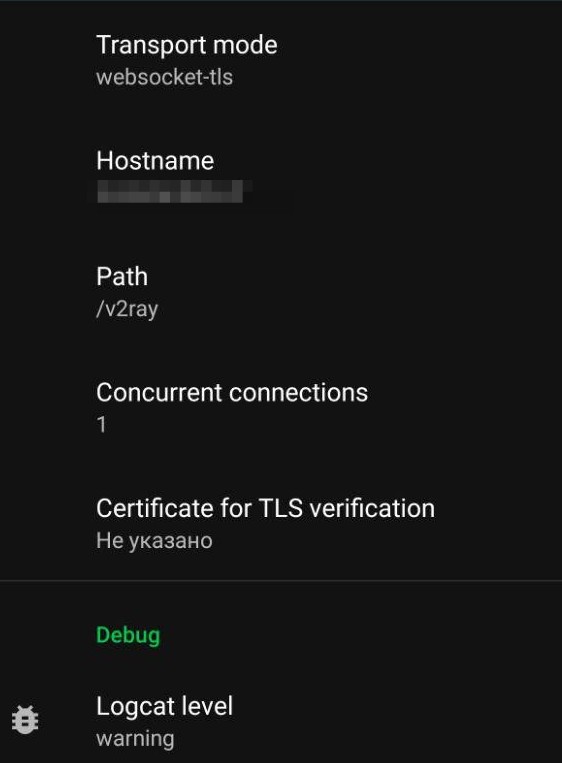 Transport mode
websocket-tls
Hostname
Path
/v2ray
Concurrent connections
1
Certificate for TLS verification
Не указано
Debug
Logcat level
warning